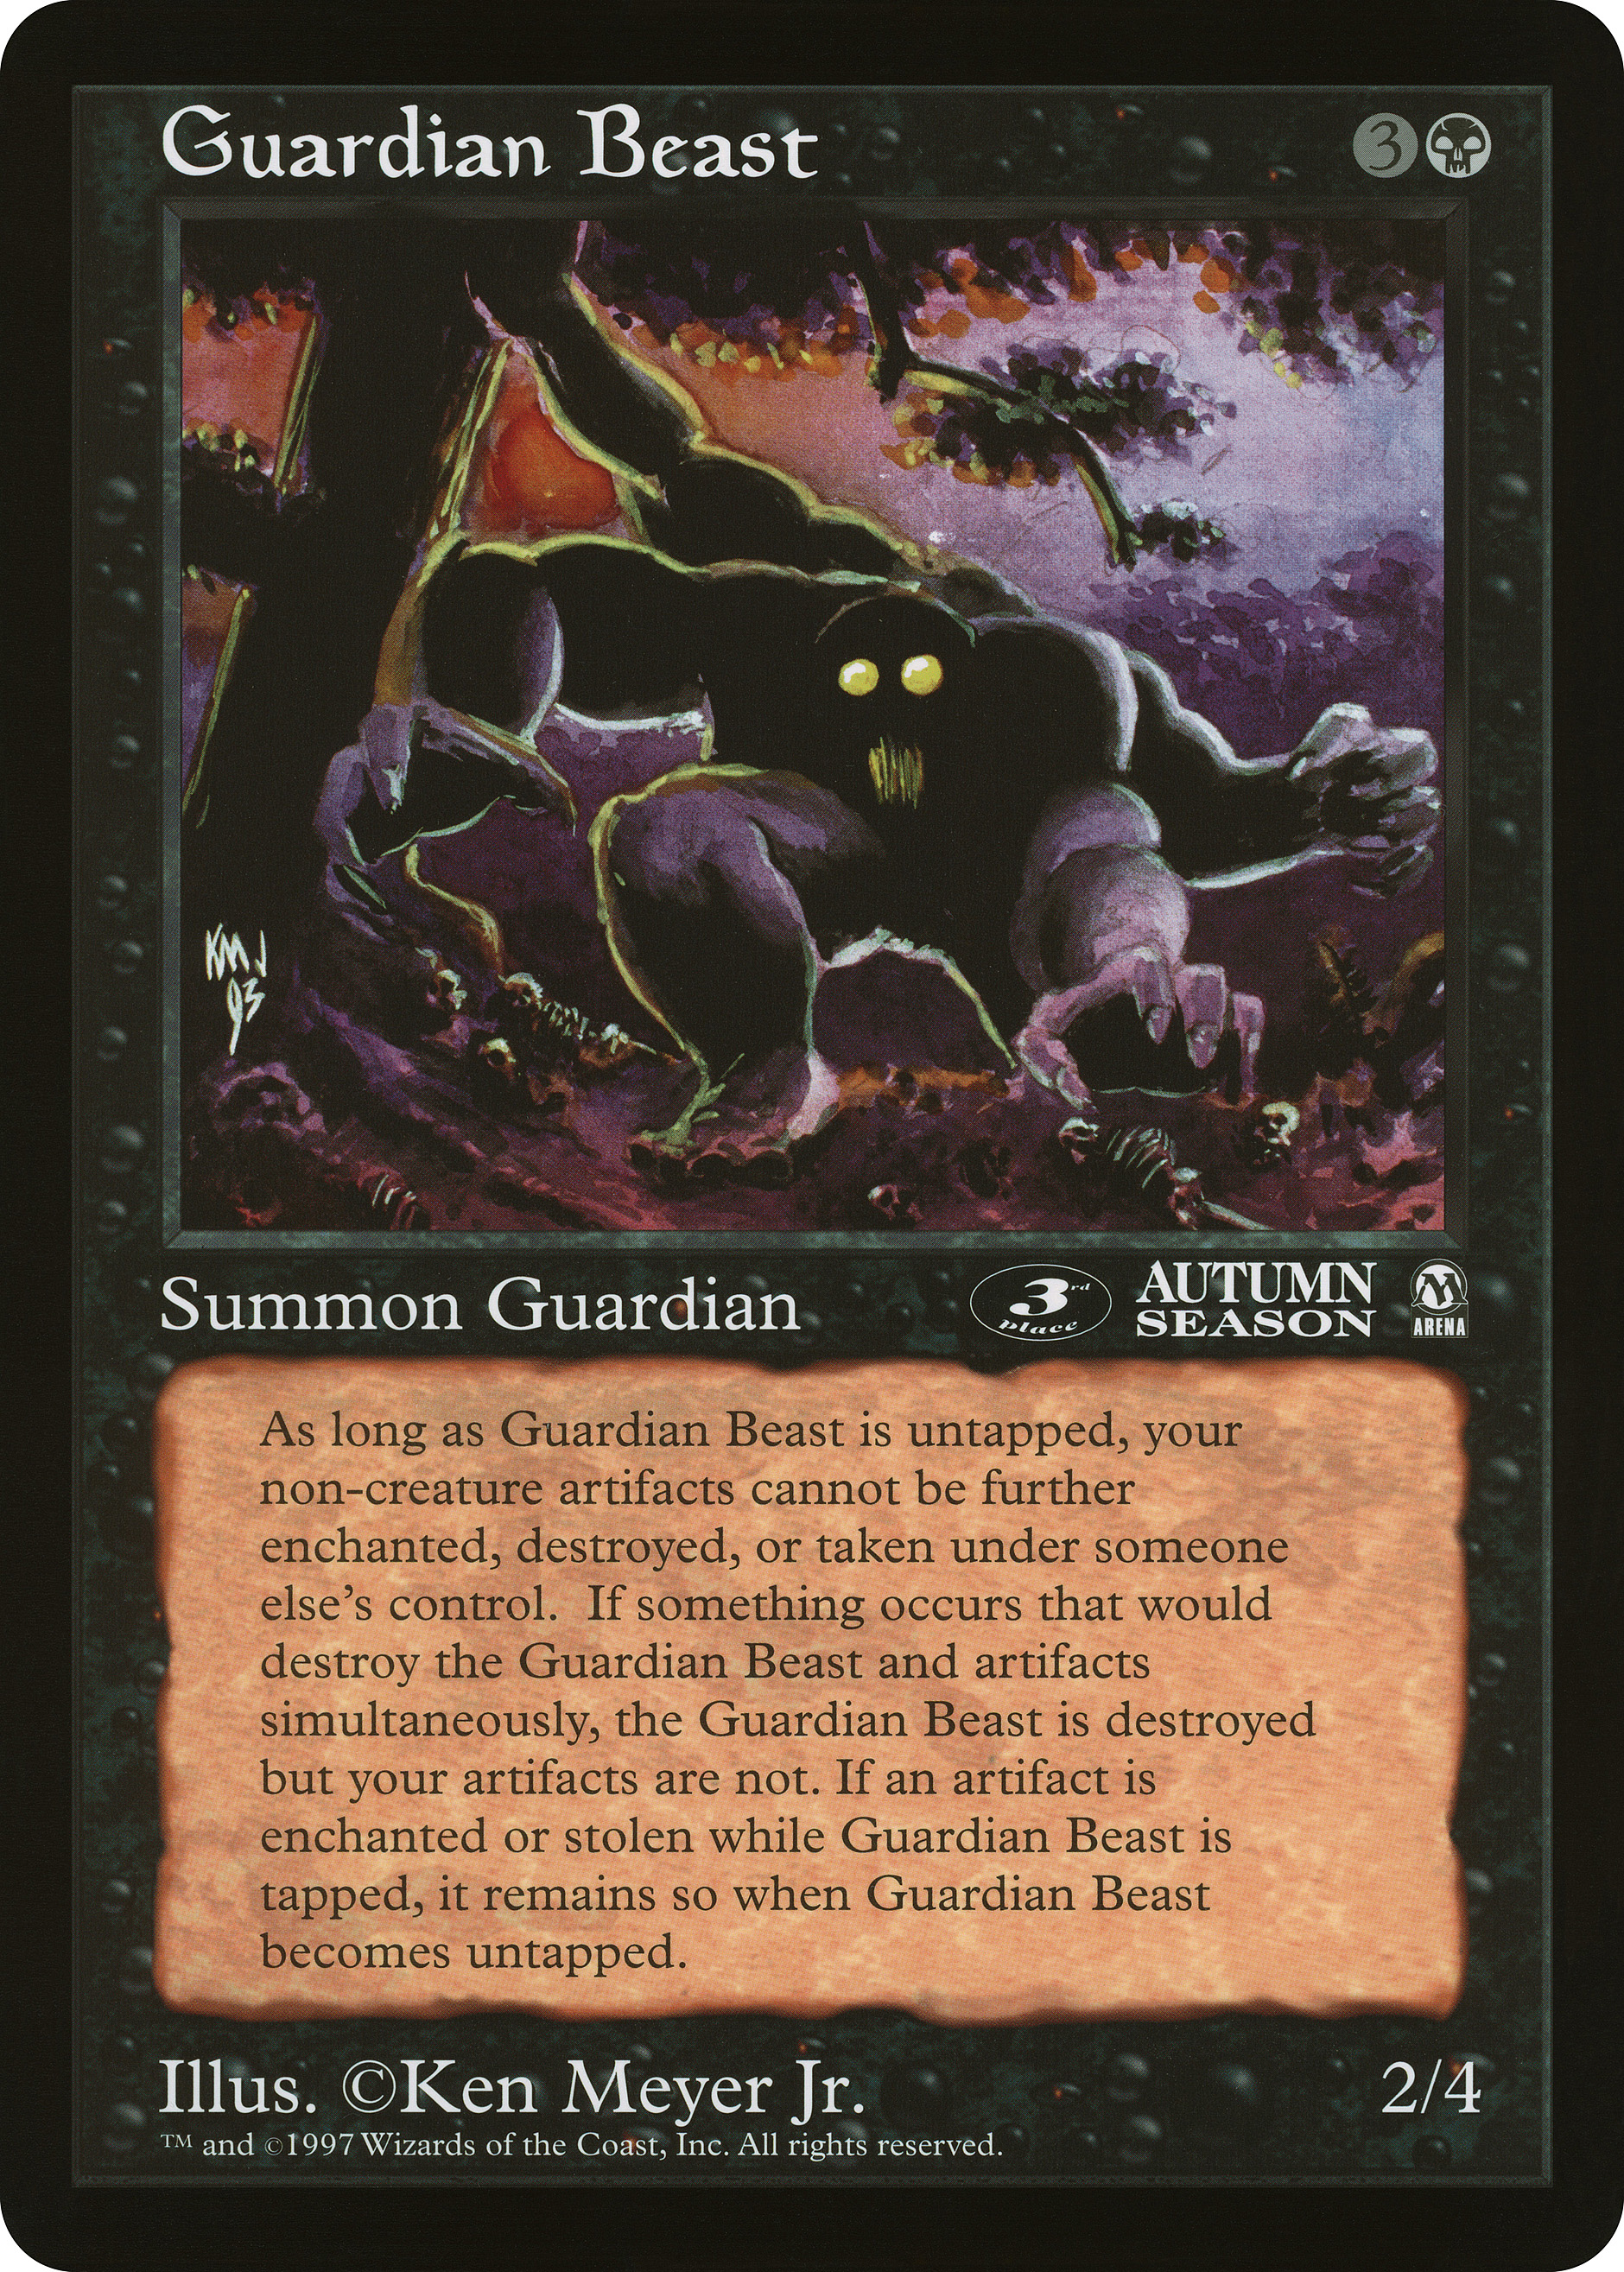 Guardian Beast 3
KMJ
93
Summon Guardian
3rd
place
AUTUMN
SEASON
M
ARENA
As long as Guardian Beast is untapped, your
non-creature artifacts cannot be further
enchanted, destroyed, or taken under someone
else's control.  If something occurs that would
destroy the Guardian Beast and artifacts
simultaneously, the Guardian Beast is destroyed
but your artifacts are not. If an artifact is
enchanted or stolen while Guardian Beast is
tapped, it remains so when Guardian Beast
becomes untapped.
Illus. ©Ken Meyer Jr. 2/4
™ and ©1997 Wizards of the Coast, Inc. All rights reserved.